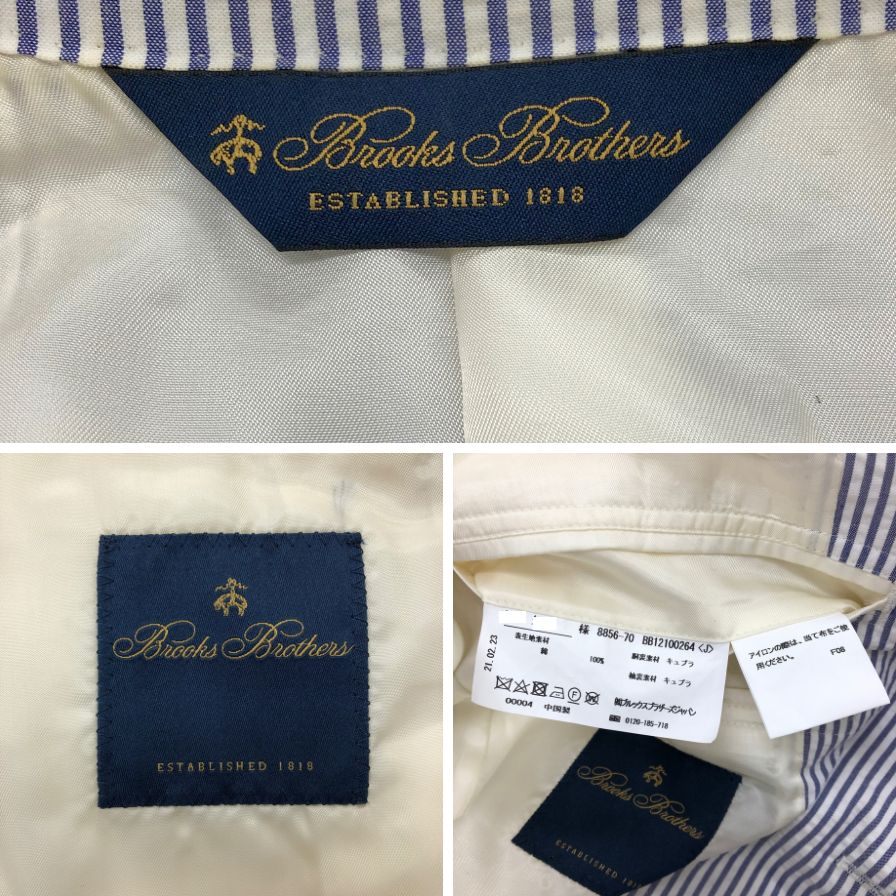 Brooks Brothers
ESTABLISHED 1818
Brooks Brothers
ESTABLISHED 1818
様 8856-70 BB12100264 <J>
21.02.23
表生地素材 胴裏素材 キュプラ
綿 100%
袖裏素材 キュプラ
00004 中国製
㈱ブルックスブラザーズジャパン
0120-185-718
アイロンの際は、当て布をご使
用ください。
F08
Brooks Brothers
ESTABLISHED 18